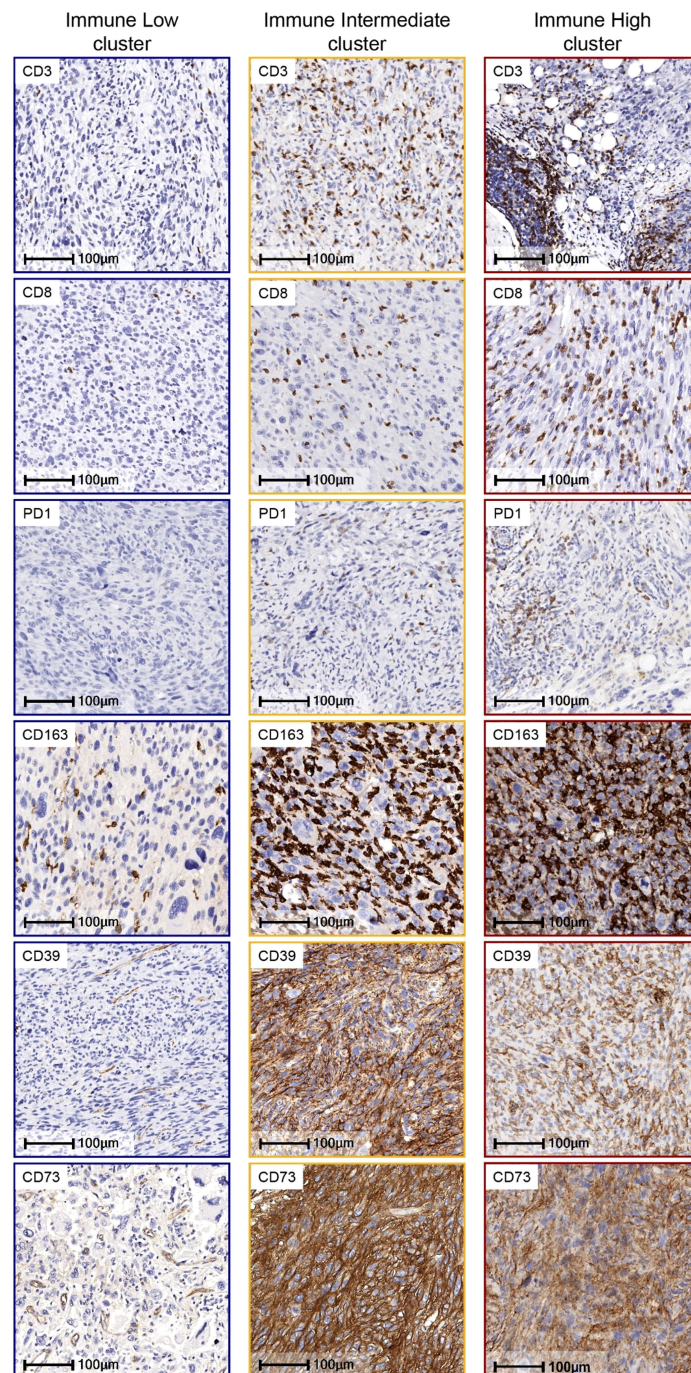 Immune Low
cluster
Immune Intermediate
cluster
Immune High
cluster
CD3
100µm
CD3
100µm
CD3
100µm
CD8
100µm
CD8
100µm
CD8
100µm
PD1
100µm
PD1
100µm
PD1
100µm
CD163
100µm
CD163
100µm
CD163
100µm
CD39
100µm
CD39
100µm
CD39
100µm
CD73
100µm
CD73
100µm
CD73
100µm